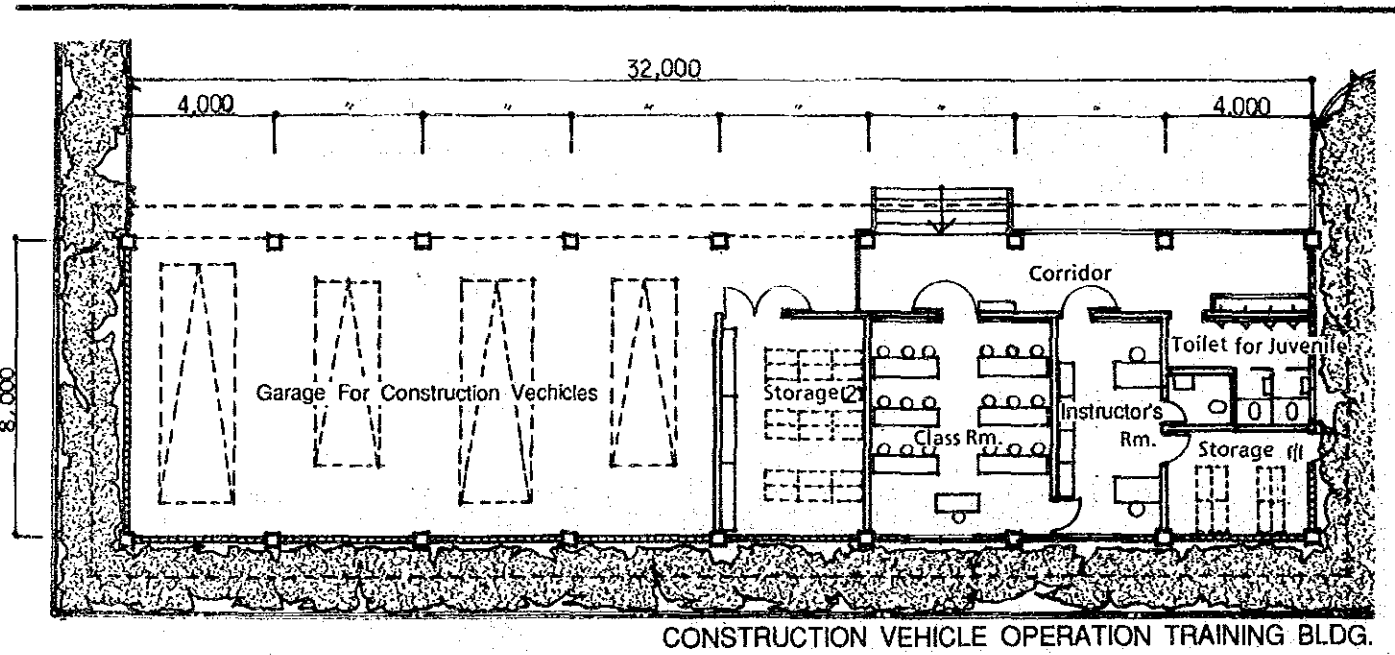 32,000
4,000 " " " " " " 4,000
8,000
Corridor
Toilet for Juvenile
Garage For Construction Vechicles
Storage(2)
Class Rm.
Instructor's
Rm.
Storage
CONSTRUCTION VEHICLE OPERATION TRAINING BLDG.